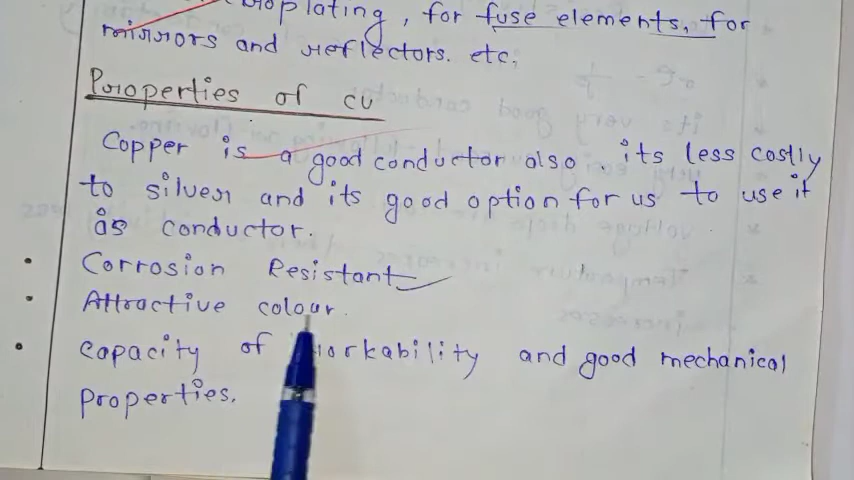 plating, for fuse elements, for
mirrors and reflectors. etc,
Properties of cu
Copper is a good conductor also. its less costly
to silver and its good option for us to use it
as conductor.
• Corrosion Resistant
• Attractive colour.
• capacity of workability and good mechanical
properties.